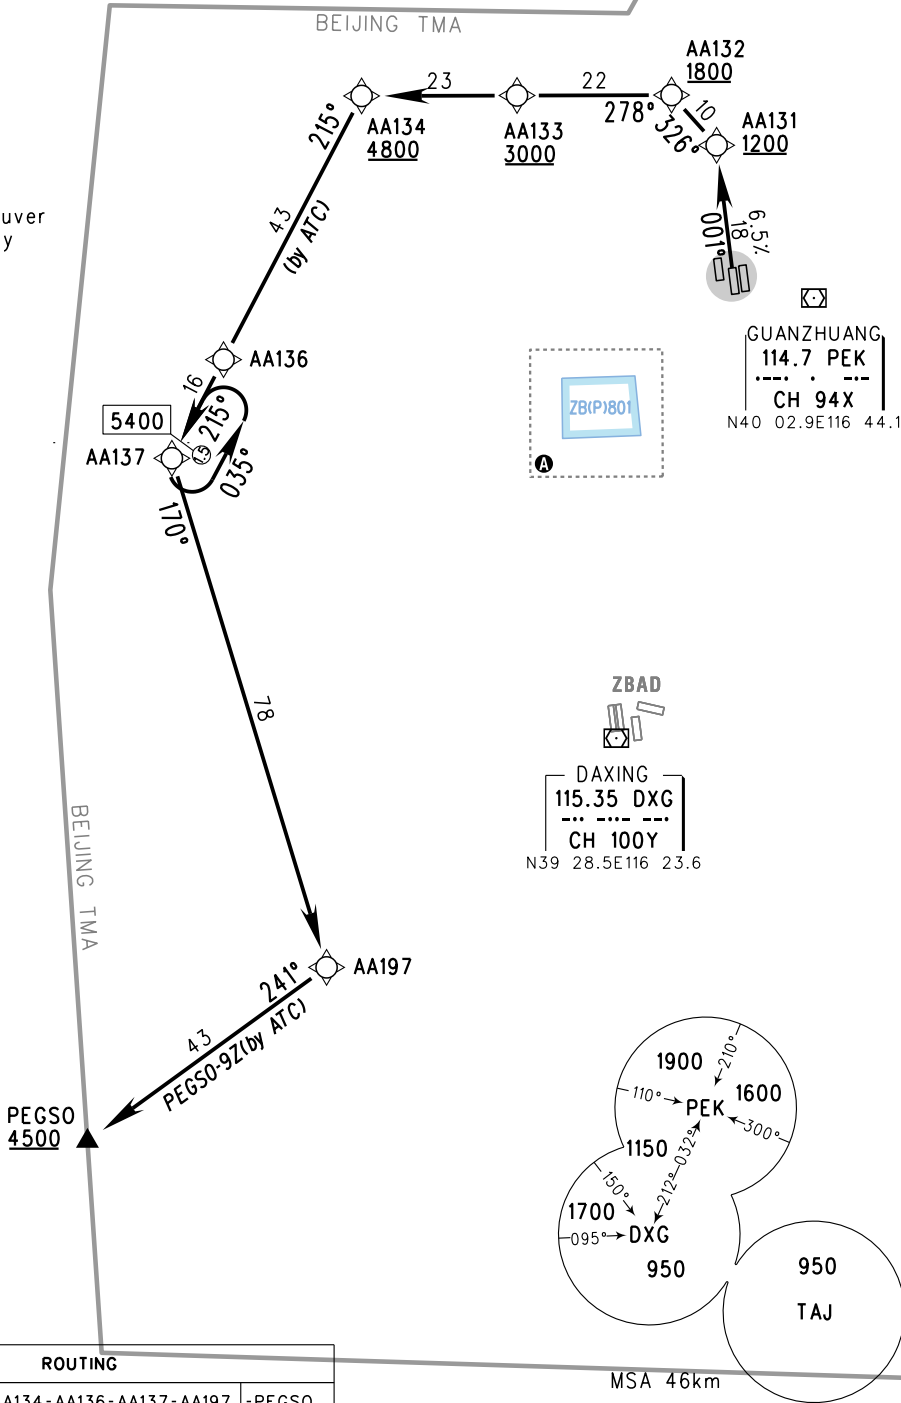 BEIJING TMA
AA132
1800
23
22
10
AA131
1200
AA134
4800
AA133
3000
278°
326°
215°
43
(by ATC)
6.5%
18
001°
uver
y
GUANZHUANG
114.7 PEK
CH 94X
N40 02.9E116 44.1
AA136
16
215°
035°
5400
1.5
AA137
170°
ZB(P)801
A
78
ZBAD
DAXING
115.35 DXG
CH 100Y
N39 28.5E116 23.6
BEIJING TMA
AA197
241°
43
PEGSO-9Z(by ATC)
PEGSO
4500
1900
210°
1600
110°
PEK
300°
1150
032°
212°
150°
1700
095°
DXG
950
950
TAJ
MSA 46km
ROUTING
A134-AA136-AA137-AA197
-PEGSO